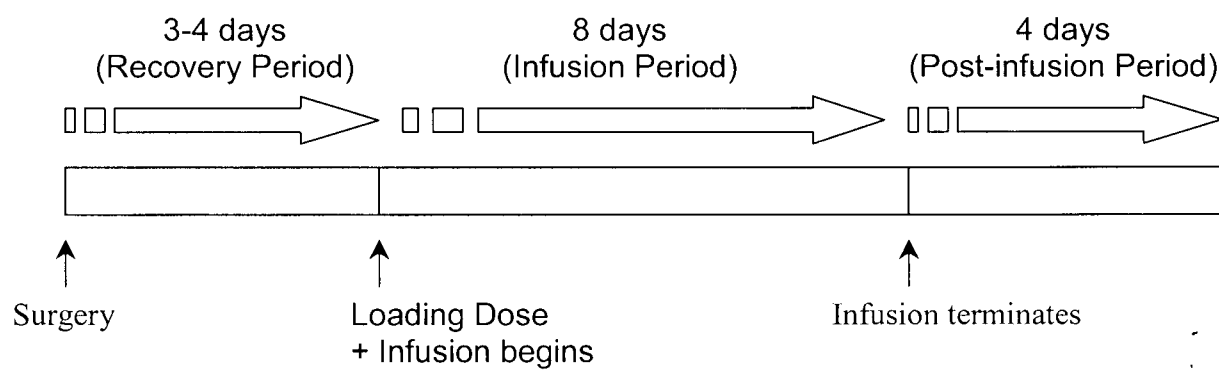 3-4 days
(Recovery Period)
8 days
(Infusion Period)
4 days
(Post-infusion Period)
Surgery
Loading Dose
+ Infusion begins
Infusion terminates